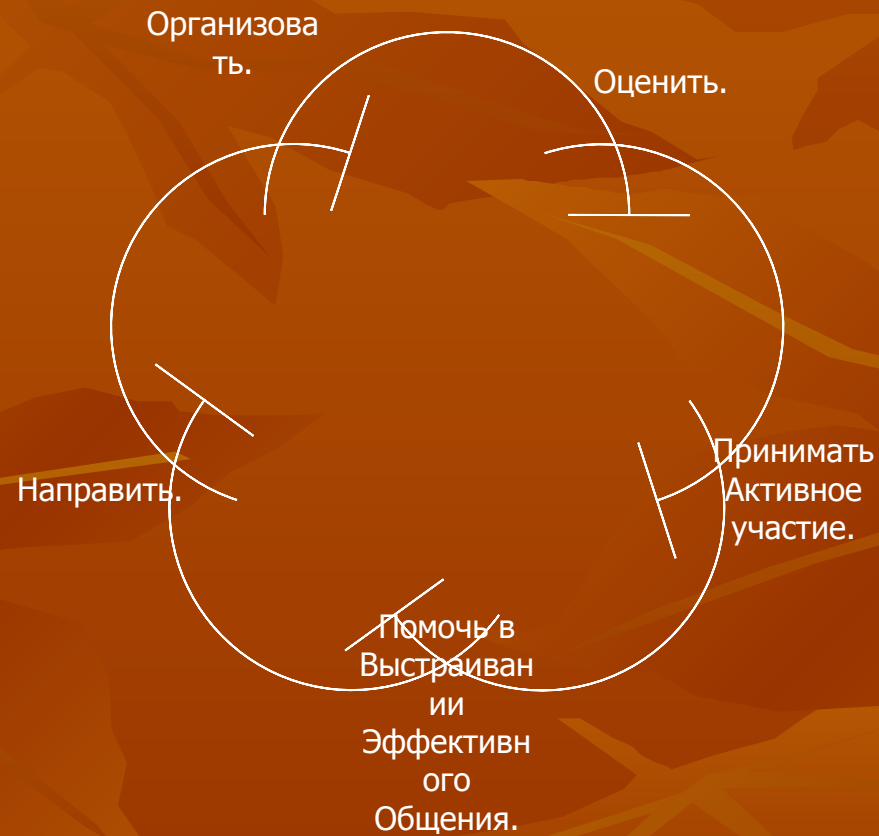 Организова
ть.
Оценить.
Направить.
Принимать
Активное
участие.
Помочь в
Выстраиван
ии
Эффективн
ого
Общения.